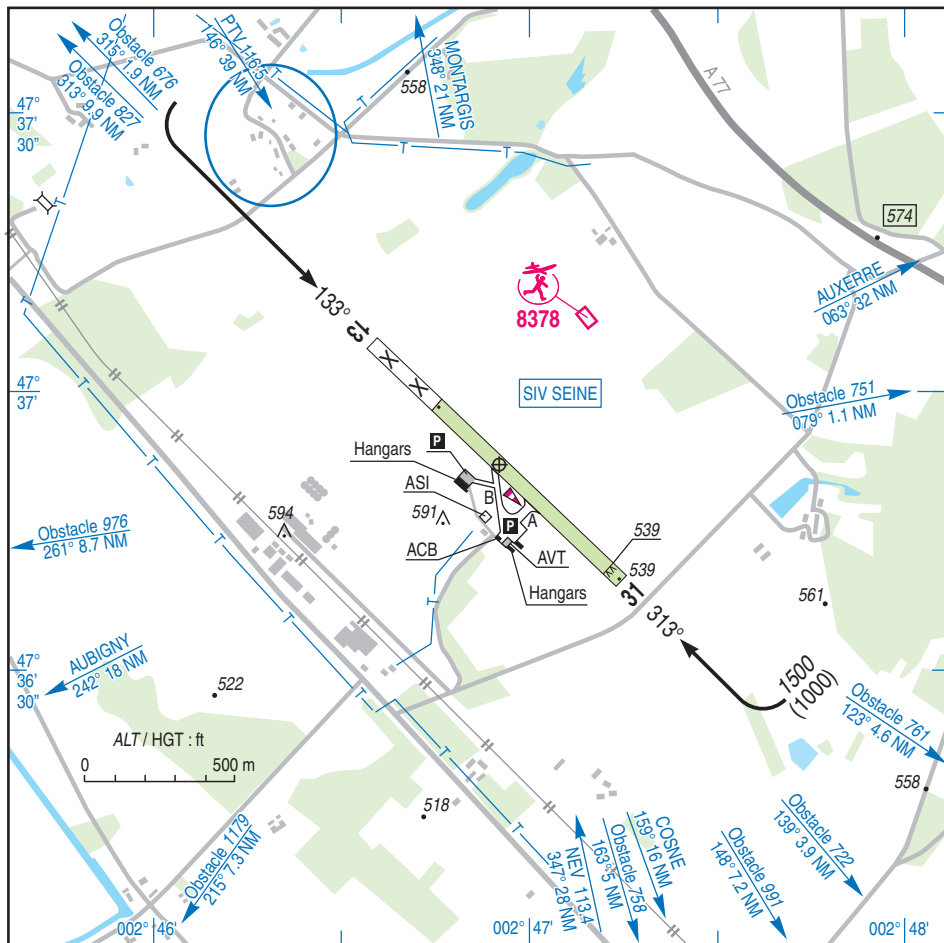 Obstacle 676
315° 1.9 NM
Obstacle 827
313° 9.9 NM
PTV 116.5
146° 39 NM
MONTARGIS
348° 21 NM
558
A 77
47°
37'
30"
574
AUXERRE
063° 32 NM
133°
13
8378
SIV SEINE
47°
37'
Obstacle 751
079° 1.1 NM
P
Hangars
ASI
B
591
594
P
A
ACB
AVT
Hangars
539
539
31
313°
561
Obstacle 976
261° 8.7 NM
AUBIGNY
242° 18 NM
47°
36'
30"
522
1500
(1000)
Obstacle 761
123° 4.6 NM
ALT / HGT : ft
0 500 m
518
558
Obstacle 1179
215° 7.3 NM
NEV 113.4
347° 28 NM
Obstacle 758
163° 5 NM
COSNE
159° 16 NM
Obstacle 991
148° 7.2 NM
Obstacle 722
139° 3.9 NM
002° 46'
002° 47'
002° 48'
T
T
T
T
T
T
T
T
T
T
T
T